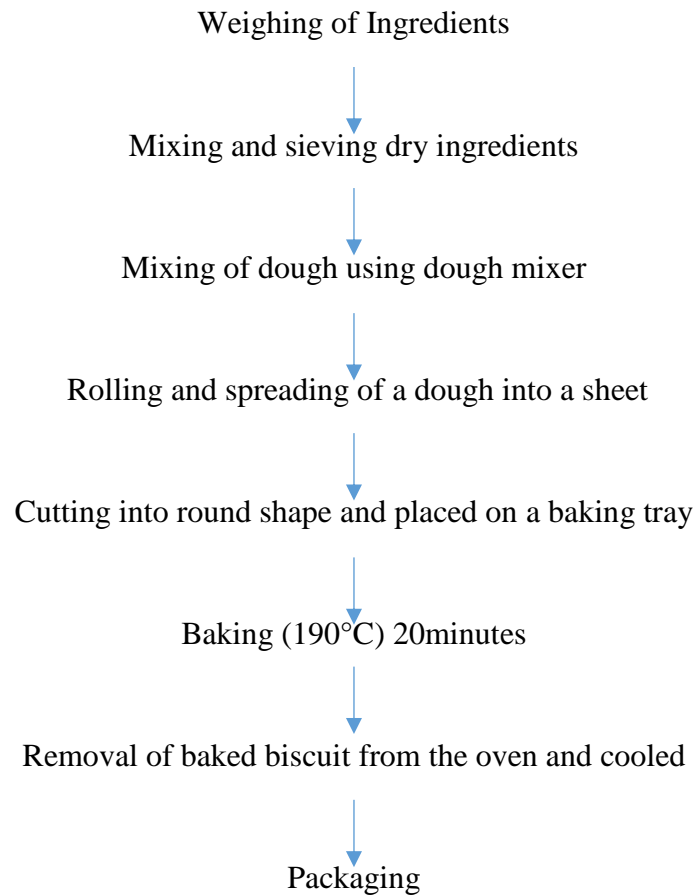 Weighing of Ingredients
Mixing and sieving dry ingredients
Mixing of dough using dough mixer
Rolling and spreading of a dough into a sheet
Cutting into round shape and placed on a baking tray
Baking (190°C) 20minutes
Removal of baked biscuit from the oven and cooled
Packaging